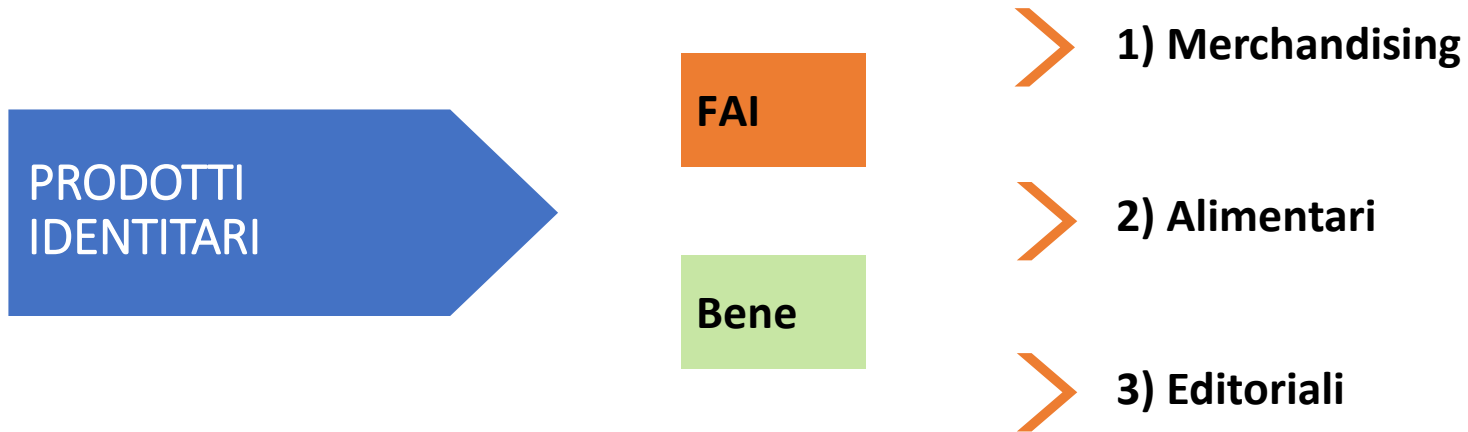 PRODOTTI
IDENTITARI
FAI
Bene
1) Merchandising
2) Alimentari
3) Editoriali